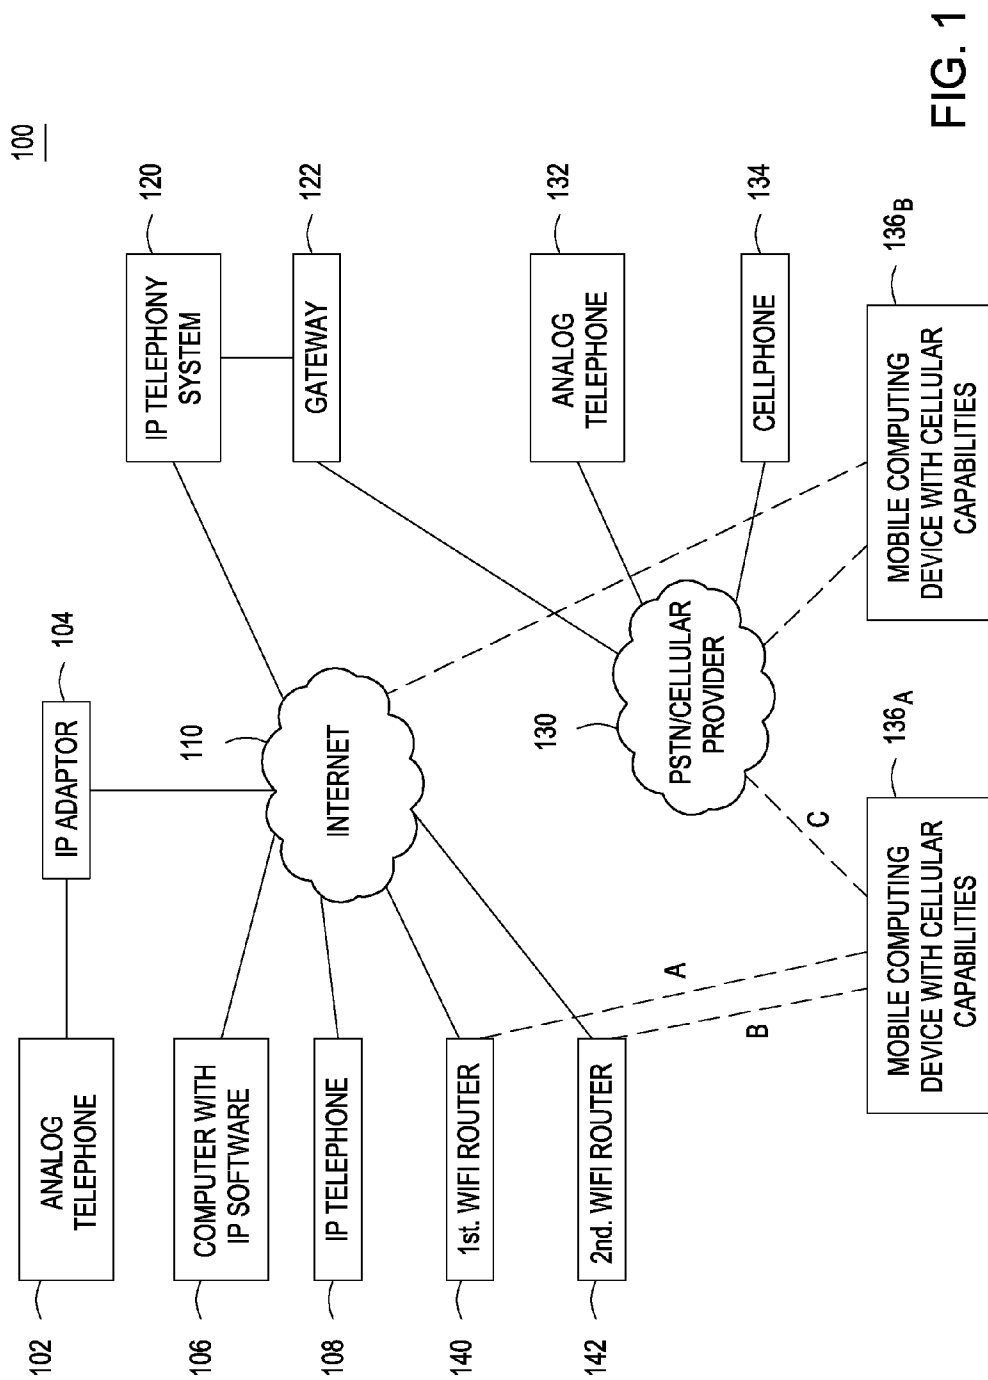 100
102
ANALOG
TELEPHONE
IP ADAPTOR
104
IP TELEPHONY
SYSTEM
120
106
COMPUTER WITH
IP SOFTWARE
110
GATEWAY
122
108
IP TELEPHONE
INTERNET
140
1st. WIFI ROUTER
142
2nd. WIFI ROUTER
A
B
C
130
PSTN/CELLULAR
PROVIDER
ANALOG
TELEPHONE
132
CELLPHONE
134
MOBILE COMPUTING
DEVICE WITH CELLULAR
CAPABILITIES
136A
MOBILE COMPUTING
DEVICE WITH CELLULAR
CAPABILITIES
136B
FIG. 1